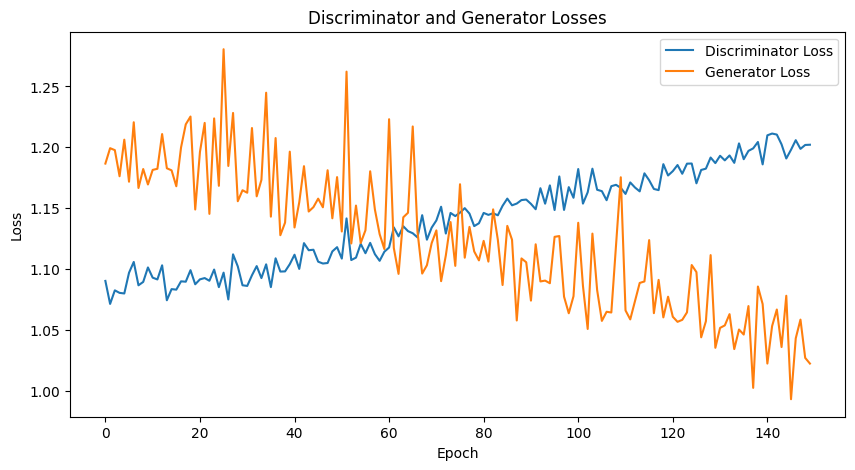 Discriminator and Generator Losses
Discriminator Loss
Generator Loss
1.25
1.20
1.15
1.10
1.05
1.00
Loss
0 20 40 60 80 100 120 140
Epoch